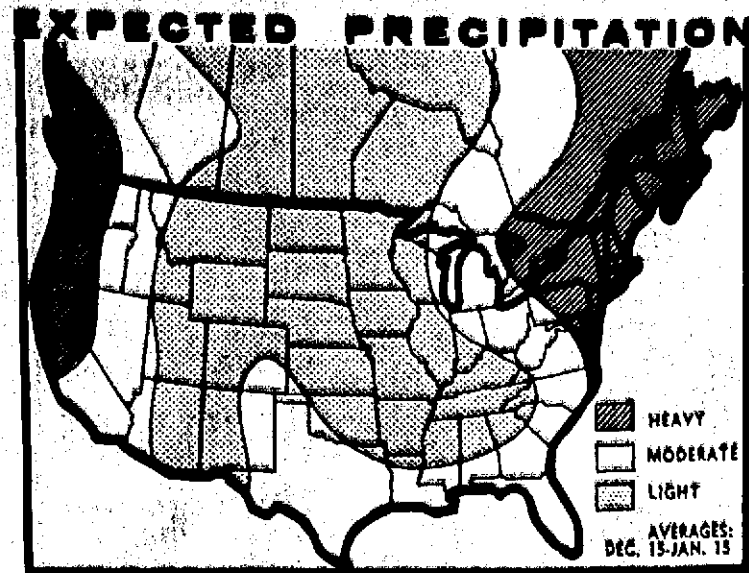 EXPECTED PRECIPITATION
HEAVY
MODERATE
LIGHT
AVERAGES:
DEC. 15-JAN. 15